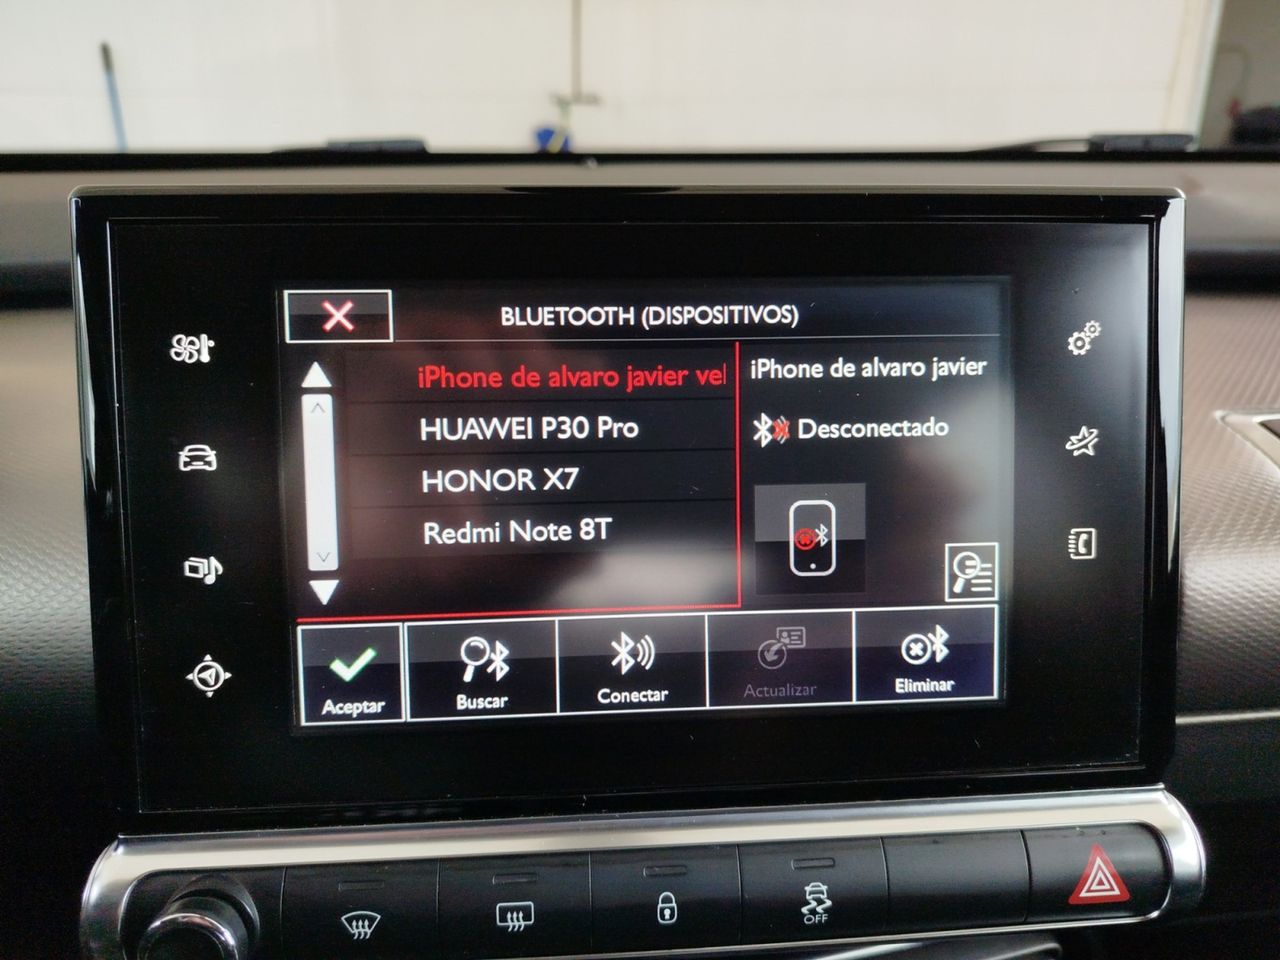 BLUETOOTH (DISPOSITIVOS)
iPhone de alvaro javier vel
HUAWEI P30 Pro
HONOR X7
Redmi Note 8T
iPhone de alvaro javier
Desconectado
Aceptar
Buscar
Conectar
Actualizar
Eliminar
OFF